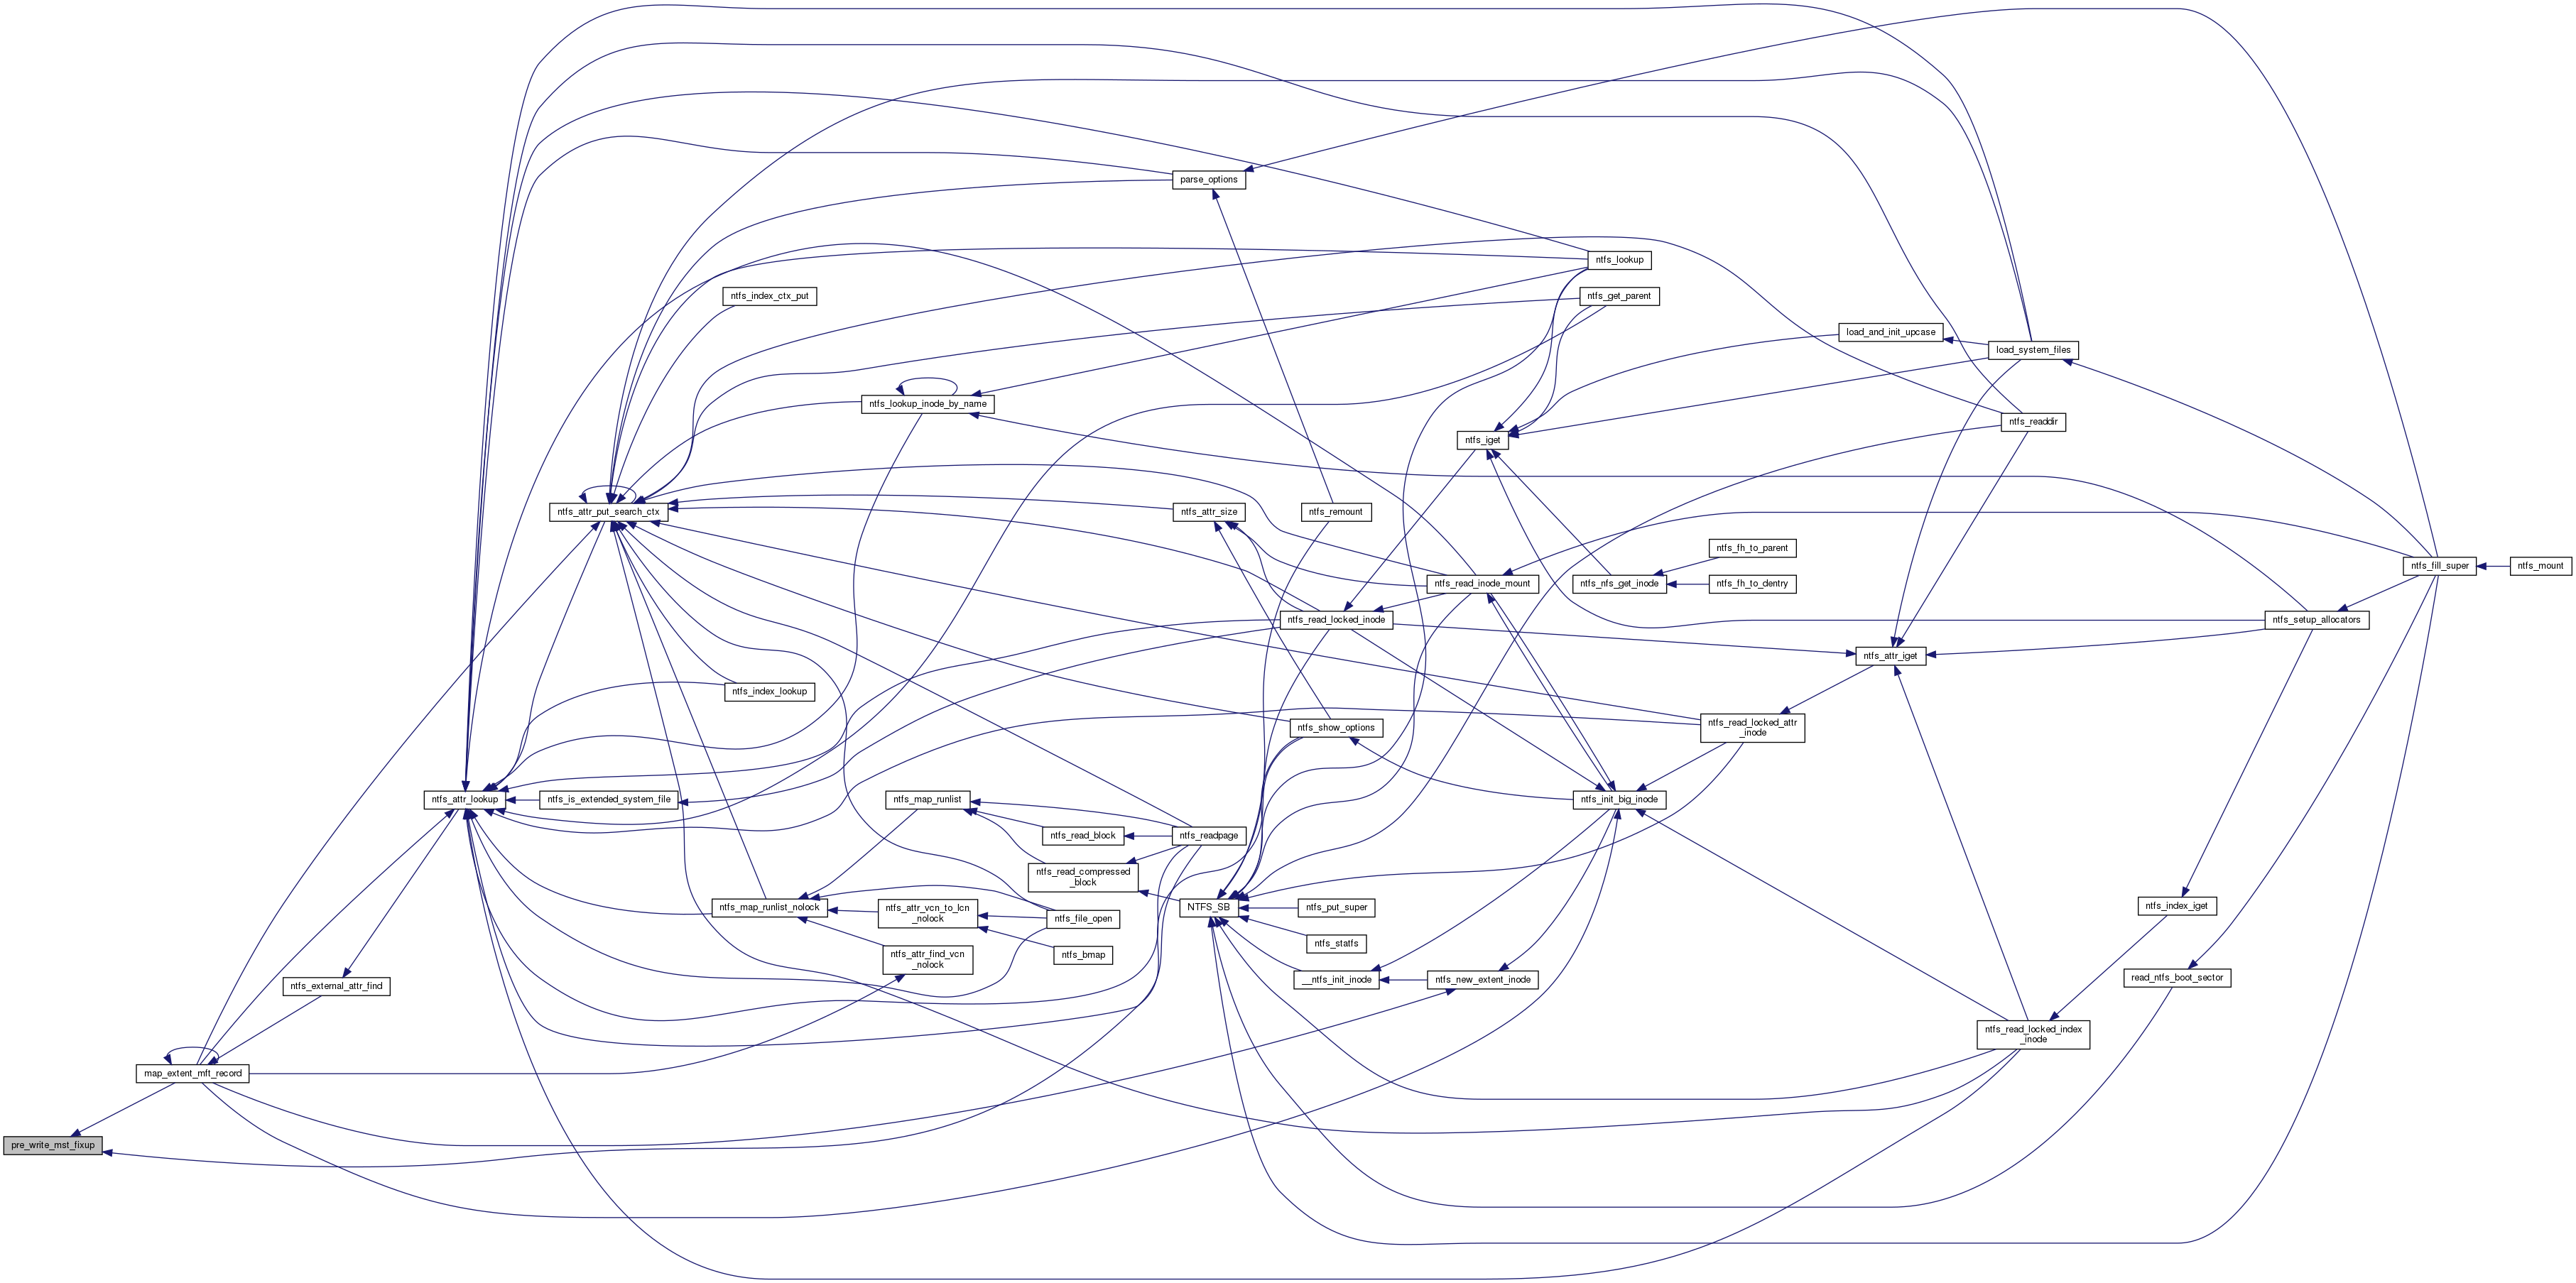 parse_options
ntfs_lookup
ntfs_index_ctx_put
ntfs_get_parent
load_and_init_upcase
load_system_files
ntfs_lookup_inode_by_name
ntfs_readdir
ntfs_iget
ntfs_attr_put_search_ctx
ntfs_attr_size
ntfs_remount
ntfs_fh_to_parent
ntfs_fill_super
ntfs_mount
ntfs_read_inode_mount
ntfs_nfs_get_inode
ntfs_fh_to_dentry
ntfs_read_locked_inode
ntfs_setup_allocators
ntfs_attr_iget
ntfs_index_lookup
ntfs_read_locked_attr
_inode
ntfs_show_options
ntfs_attr_lookup
ntfs_is_extended_system_file
ntfs_map_runlist
ntfs_init_big_inode
ntfs_read_block
ntfs_readpage
ntfs_read_compressed
_block
ntfs_map_runlist_nolock
ntfs_attr_vcn_to_lcn
_nolock
ntfs_file_open
NTFS_SB
ntfs_put_super
ntfs_index_iget
ntfs_statfs
ntfs_bmap
ntfs_attr_find_vcn
_nolock
ntfs_external_attr_find
__ntfs_init_inode
ntfs_new_extent_inode
read_ntfs_boot_sector
ntfs_read_locked_index
_inode
map_extent_mft_record
pre_write_mst_fixup